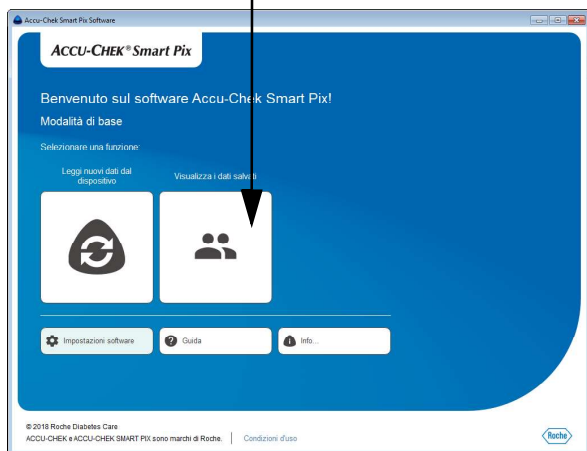 Accu-Chek Smart Pix Software
ACCU-CHEK® Smart Pix
Benvenuto sul software Accu-Chek Smart Pix!
Modalità di base
Selezionare una funzione:
Leggi nuovi dati dal
dispositivo
Visualizza i dati salvati
Impostazioni software
Guida
Info...
© 2018 Roche Diabetes Care
ACCU-CHEK e ACCU-CHEK SMART PIX sono marchi di Roche.
Condizioni d'uso
Roche